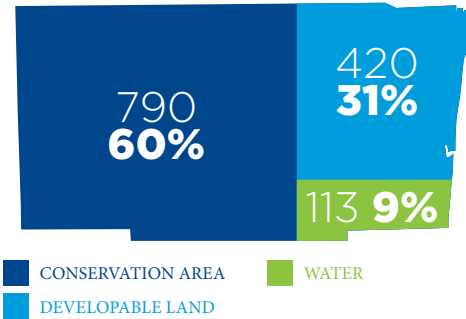 790
60%
420
31%
113 9%
CONSERVATION AREA
WATER
DEVELOPABLE LAND